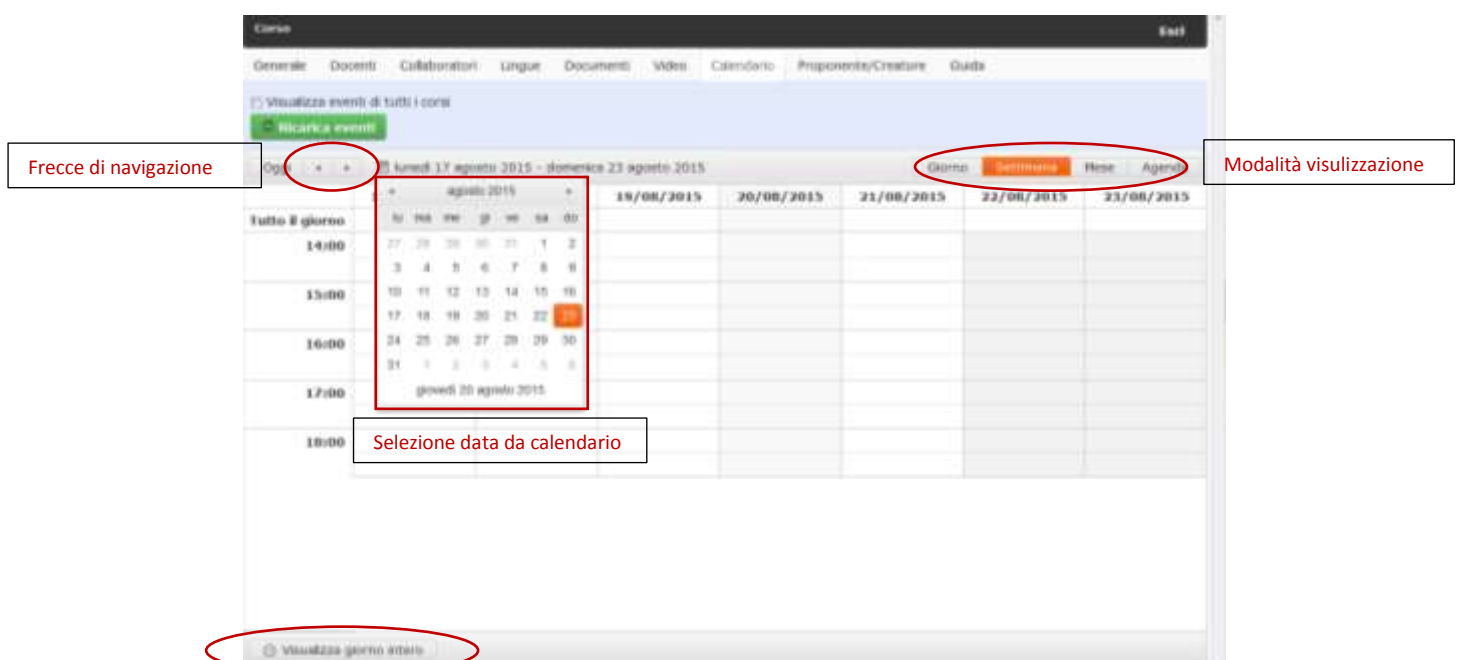 Corso Esci
Generale Docenti Collaboratori Lingue Documenti Video Calendario Proponente/Creature Guida
Visualizza eventi di tutti i corsi
Ricarica eventi
Frecce di navigazione
Oggi lunedì 17 agosto 2015 - domenica 23 agosto 2015 Giorno Settimana Mese Agenda
Modalità visulizzazione
agosto 2015
19/08/2015 20/08/2015 21/08/2015 22/08/2015 23/08/2015
lu ma me gi ve sa do
Tutto il giorno
27 28 29 30 31 1 2
14:00
3 4 5 6 7 8 9
10 11 12 13 14 15 16
15:00
17 18 19 20 21 22 23
24 25 26 27 28 29 30
16:00
31 1 2 3 4 5 6
giovedì 20 agosto 2015
17:00
Selezione data da calendario
18:00
Visualizza giorno intero